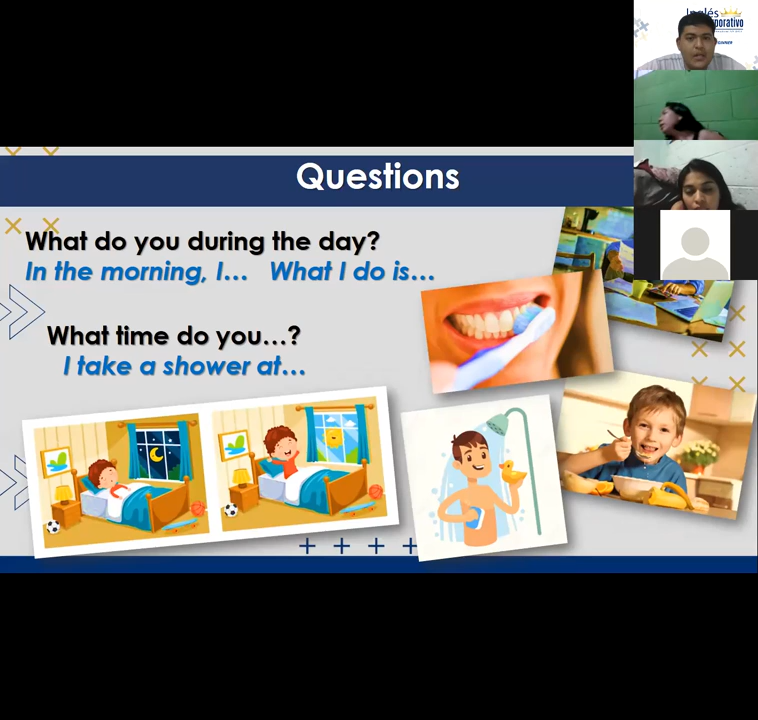 Questions
What do you during the day?
In the morning, I... What I do is...
What time do you...?
I take a shower at...